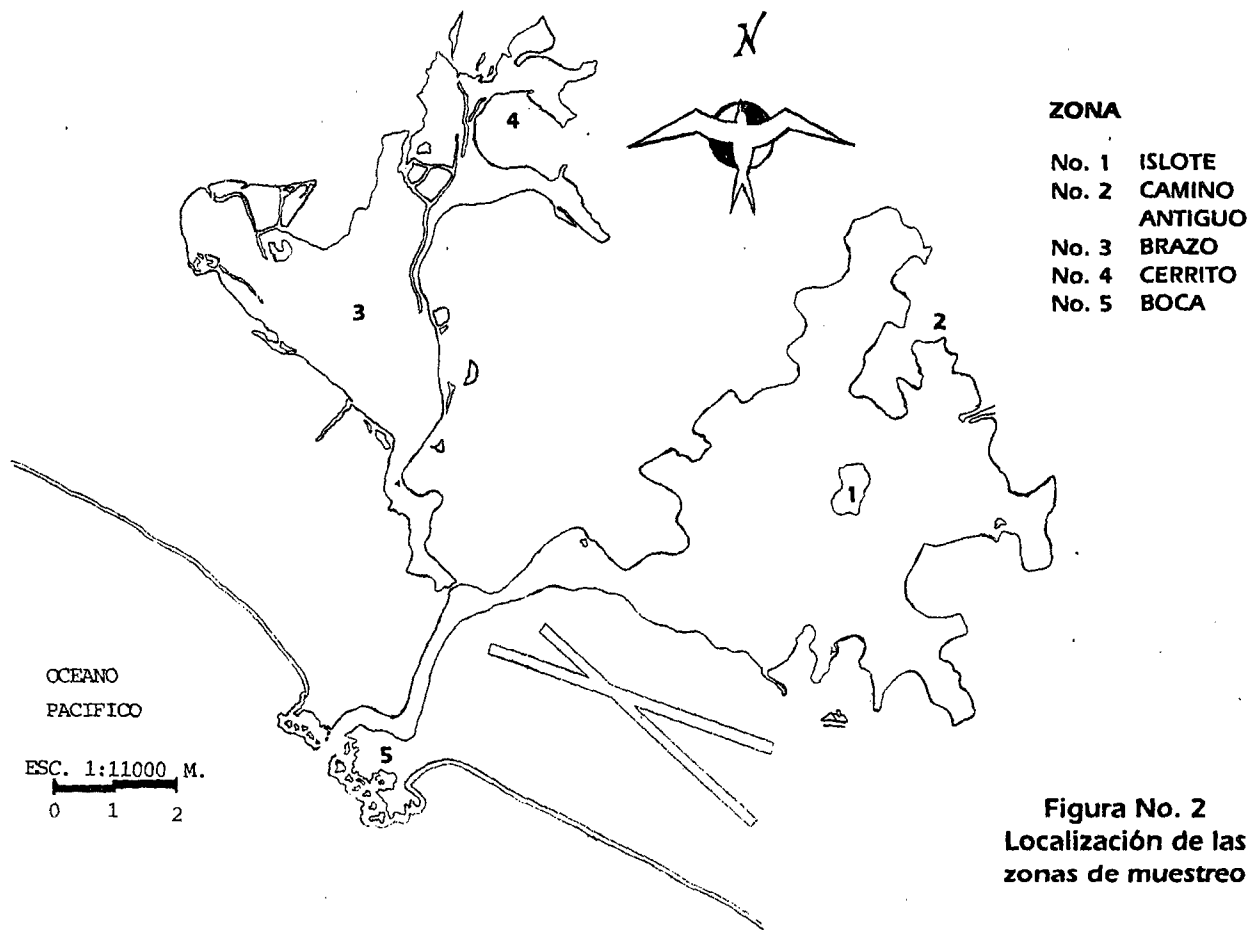 N
ZONA
No. 1 ISLOTE
No. 2 CAMINO
ANTIGUO
No. 3 BRAZO
No. 4 CERRITO
No. 5 BOCA
4
3
2
1
5
OCEANO
PACIFICO
ESC. 1:11000 M.
0 1 2
Figura No. 2
Localización de las
zonas de muestreo